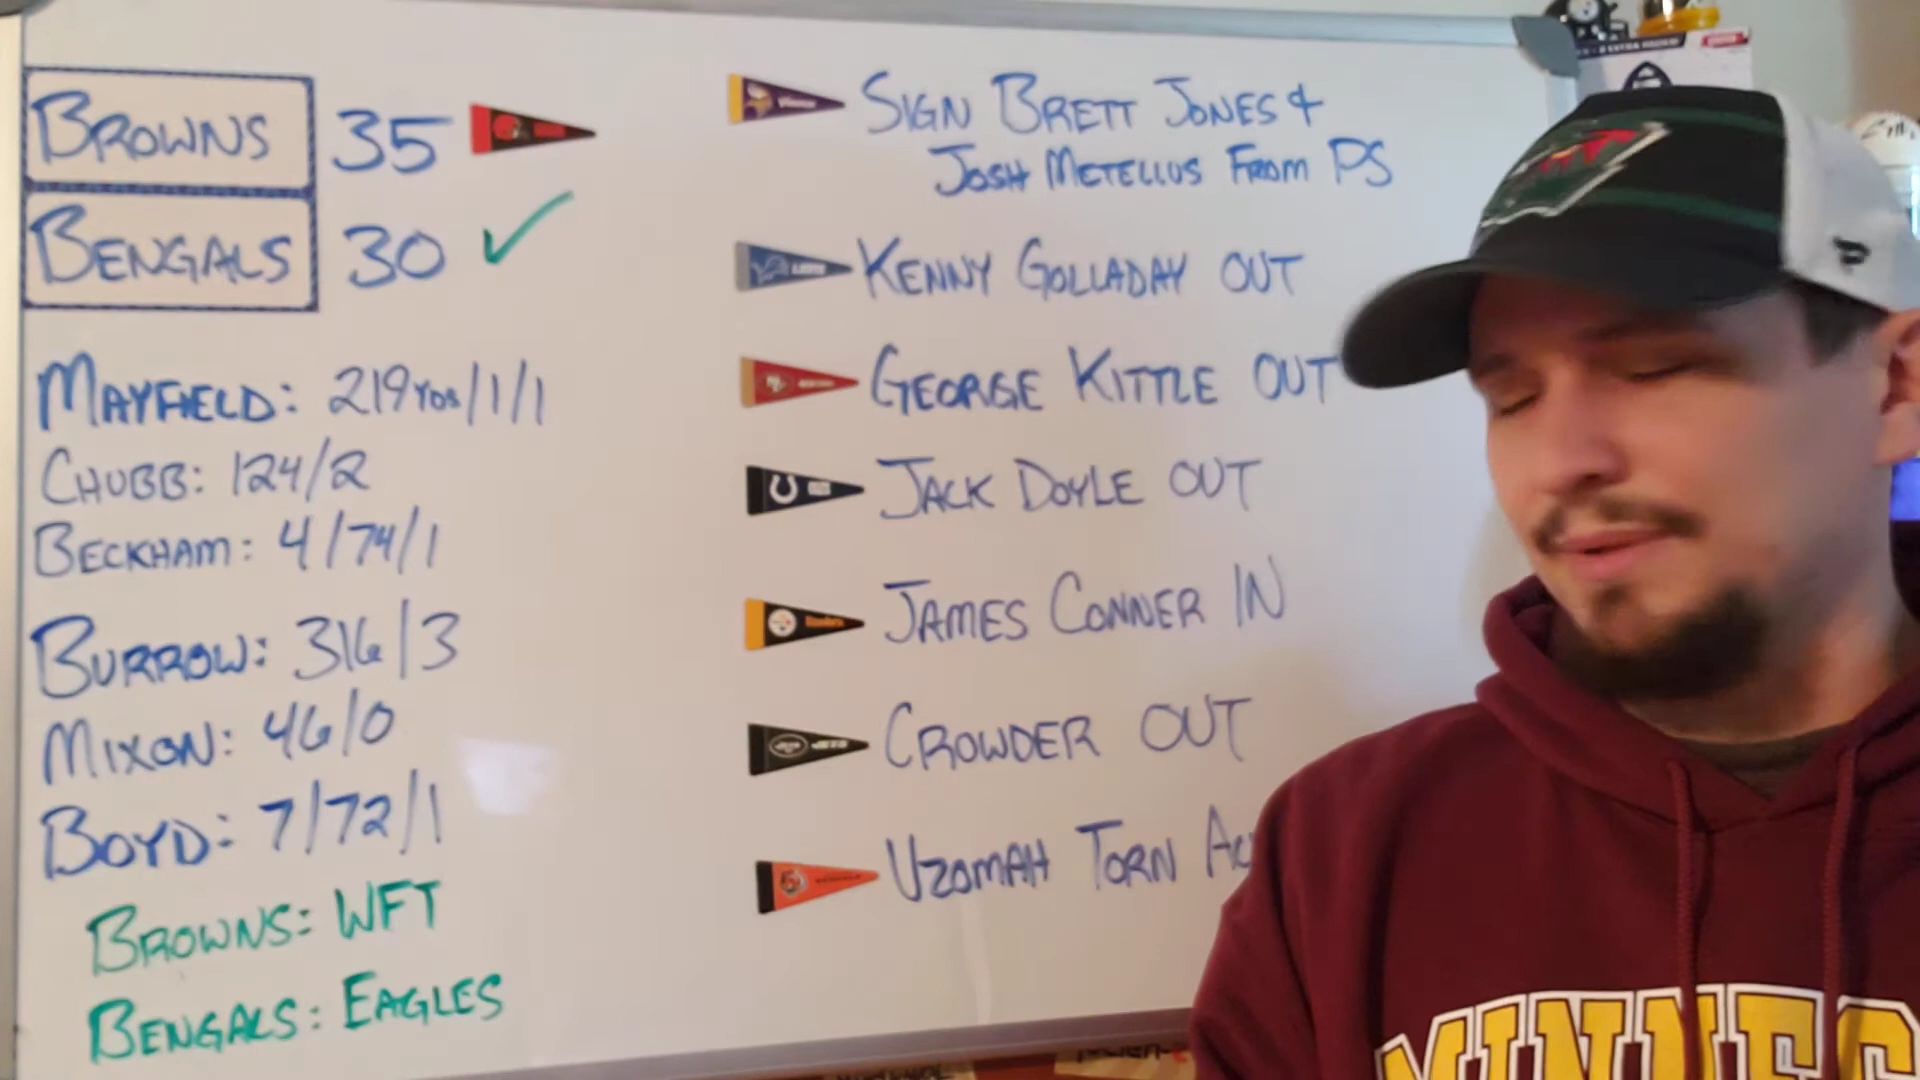 BROWNS 35
BENGALS 30 ✓
MAYFIELD: 219YDS/1/1
CHUBB: 124/2
BECKHAM: 4/74/1
BURROW: 316/3
MIXON: 46/0
BOYD: 7/72/1
BROWNS: WFT
BENGALS: EAGLES
SIGN BRETT JONES &
JOSH METELLUS FROM PS
KENNY GOLLADAY OUT
GEORGE KITTLE OUT
JACK DOYLE OUT
JAMES CONNER IN
CROWDER OUT
UZOMAH TORN AC
MINNES